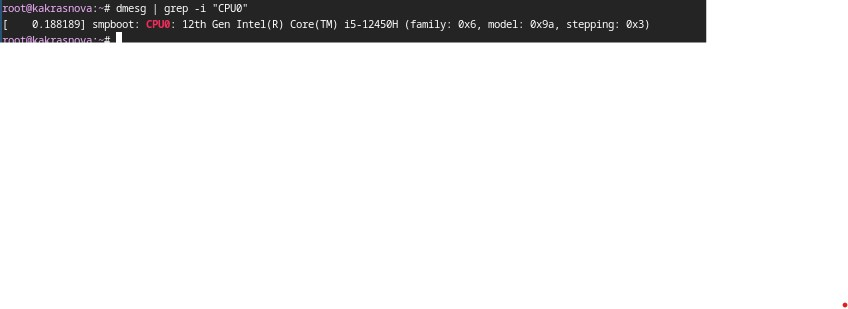 root@kakrasnova:~# dmesg | grep -i "CPU0"
[    0.188189] smpboot: CPU0: 12th Gen Intel(R) Core(TM) i5-12450H (family: 0x6, model: 0x9a, stepping: 0x3)
root@kakrasnova:~#